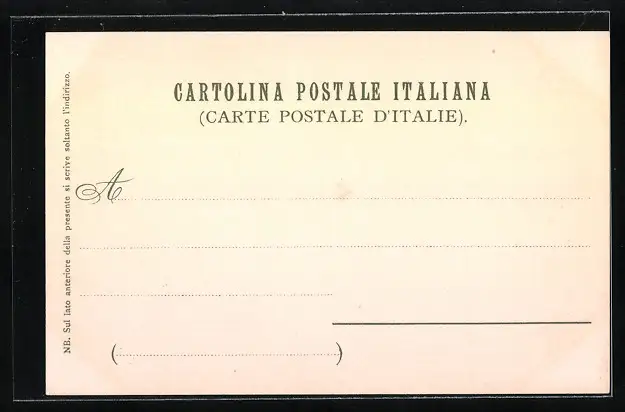 CARTOLINA POSTALE ITALIANA
(CARTE POSTALE D'ITALIE).
A
( )
NB. Sul lato anteriore della presente si scrive soltanto l'indirizzo.